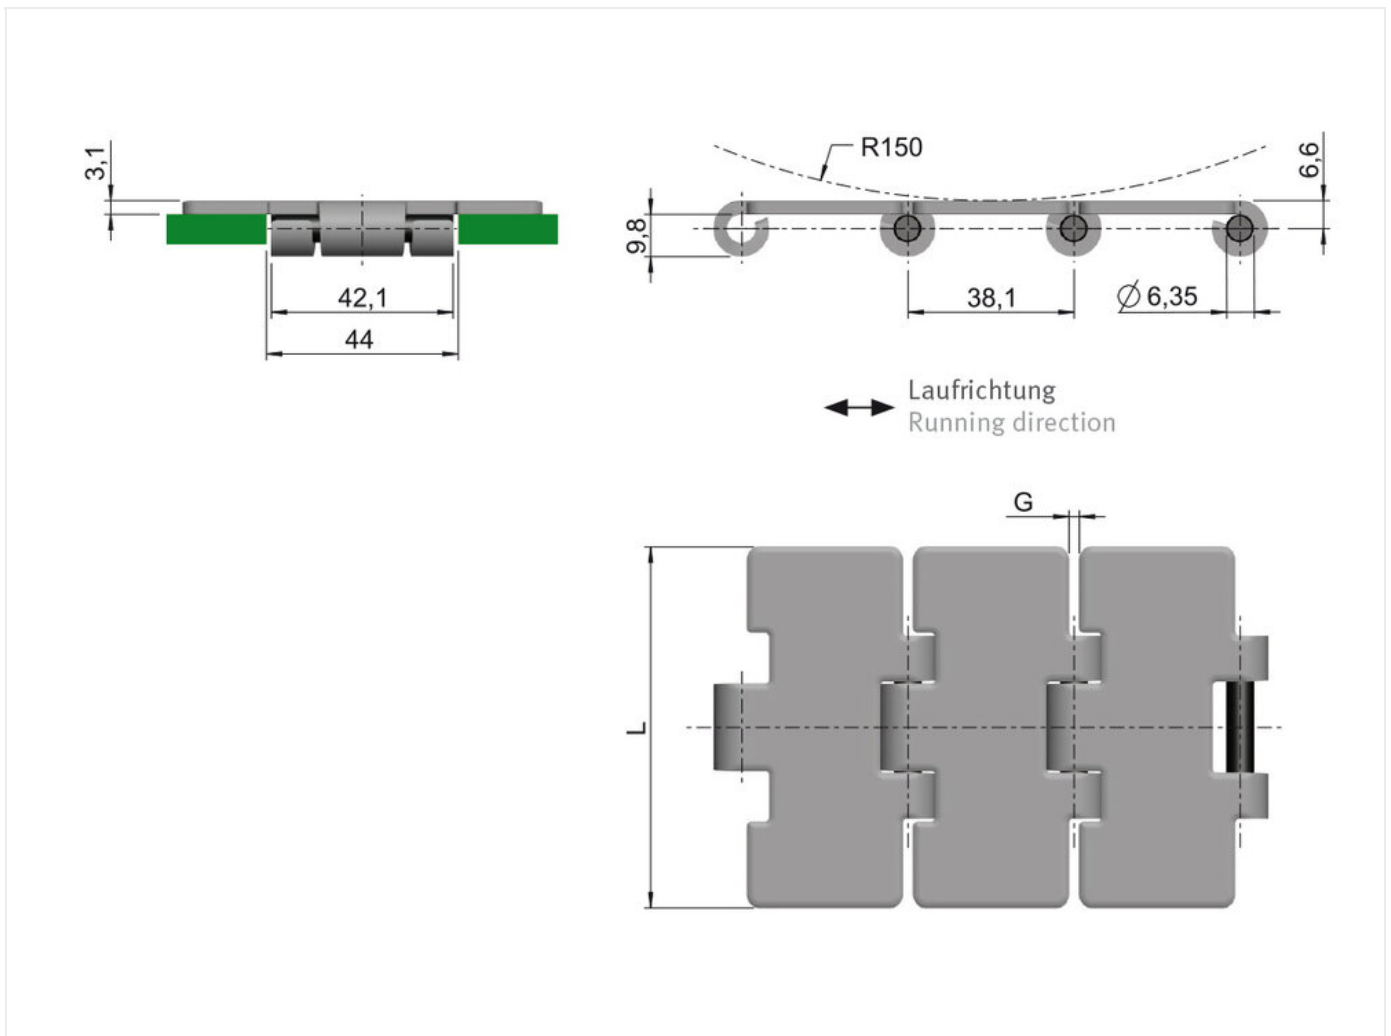 3,1
42,1
44
R150
6,6
9,8
38,1
Ø 6,35
Laufrichtung
Running direction
G
L